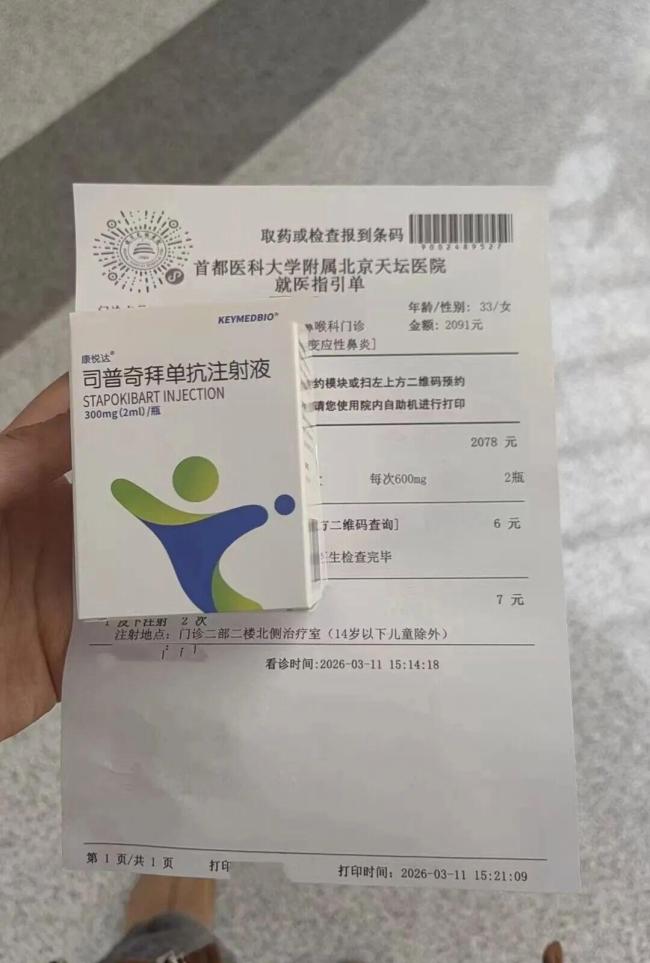 取药或检查报到条码
9002489527
首都医科大学附属北京天坛医院
就医指引单
年龄/性别: 33/女
喉科门诊
金额: 2091元
变应性鼻炎]
约模块或扫左上方二维码预约
请您使用院内自助机进行打印
2078 元
每次600mg
2瓶
方二维码查询]
6 元
生检查完毕
7 元
皮下注射 2 次
注射地点: 门诊二部二楼北侧治疗室 (14岁以下儿童除外)
看诊时间:2026-03-11 15:14:18
第 1 页/共 1 页
打印
打印时间: 2026-03-11 15:21:09
KEYMEDBIO®
康悦达®
司普奇拜单抗注射液
STAPOKIBART INJECTION
300mg(2ml)/瓶